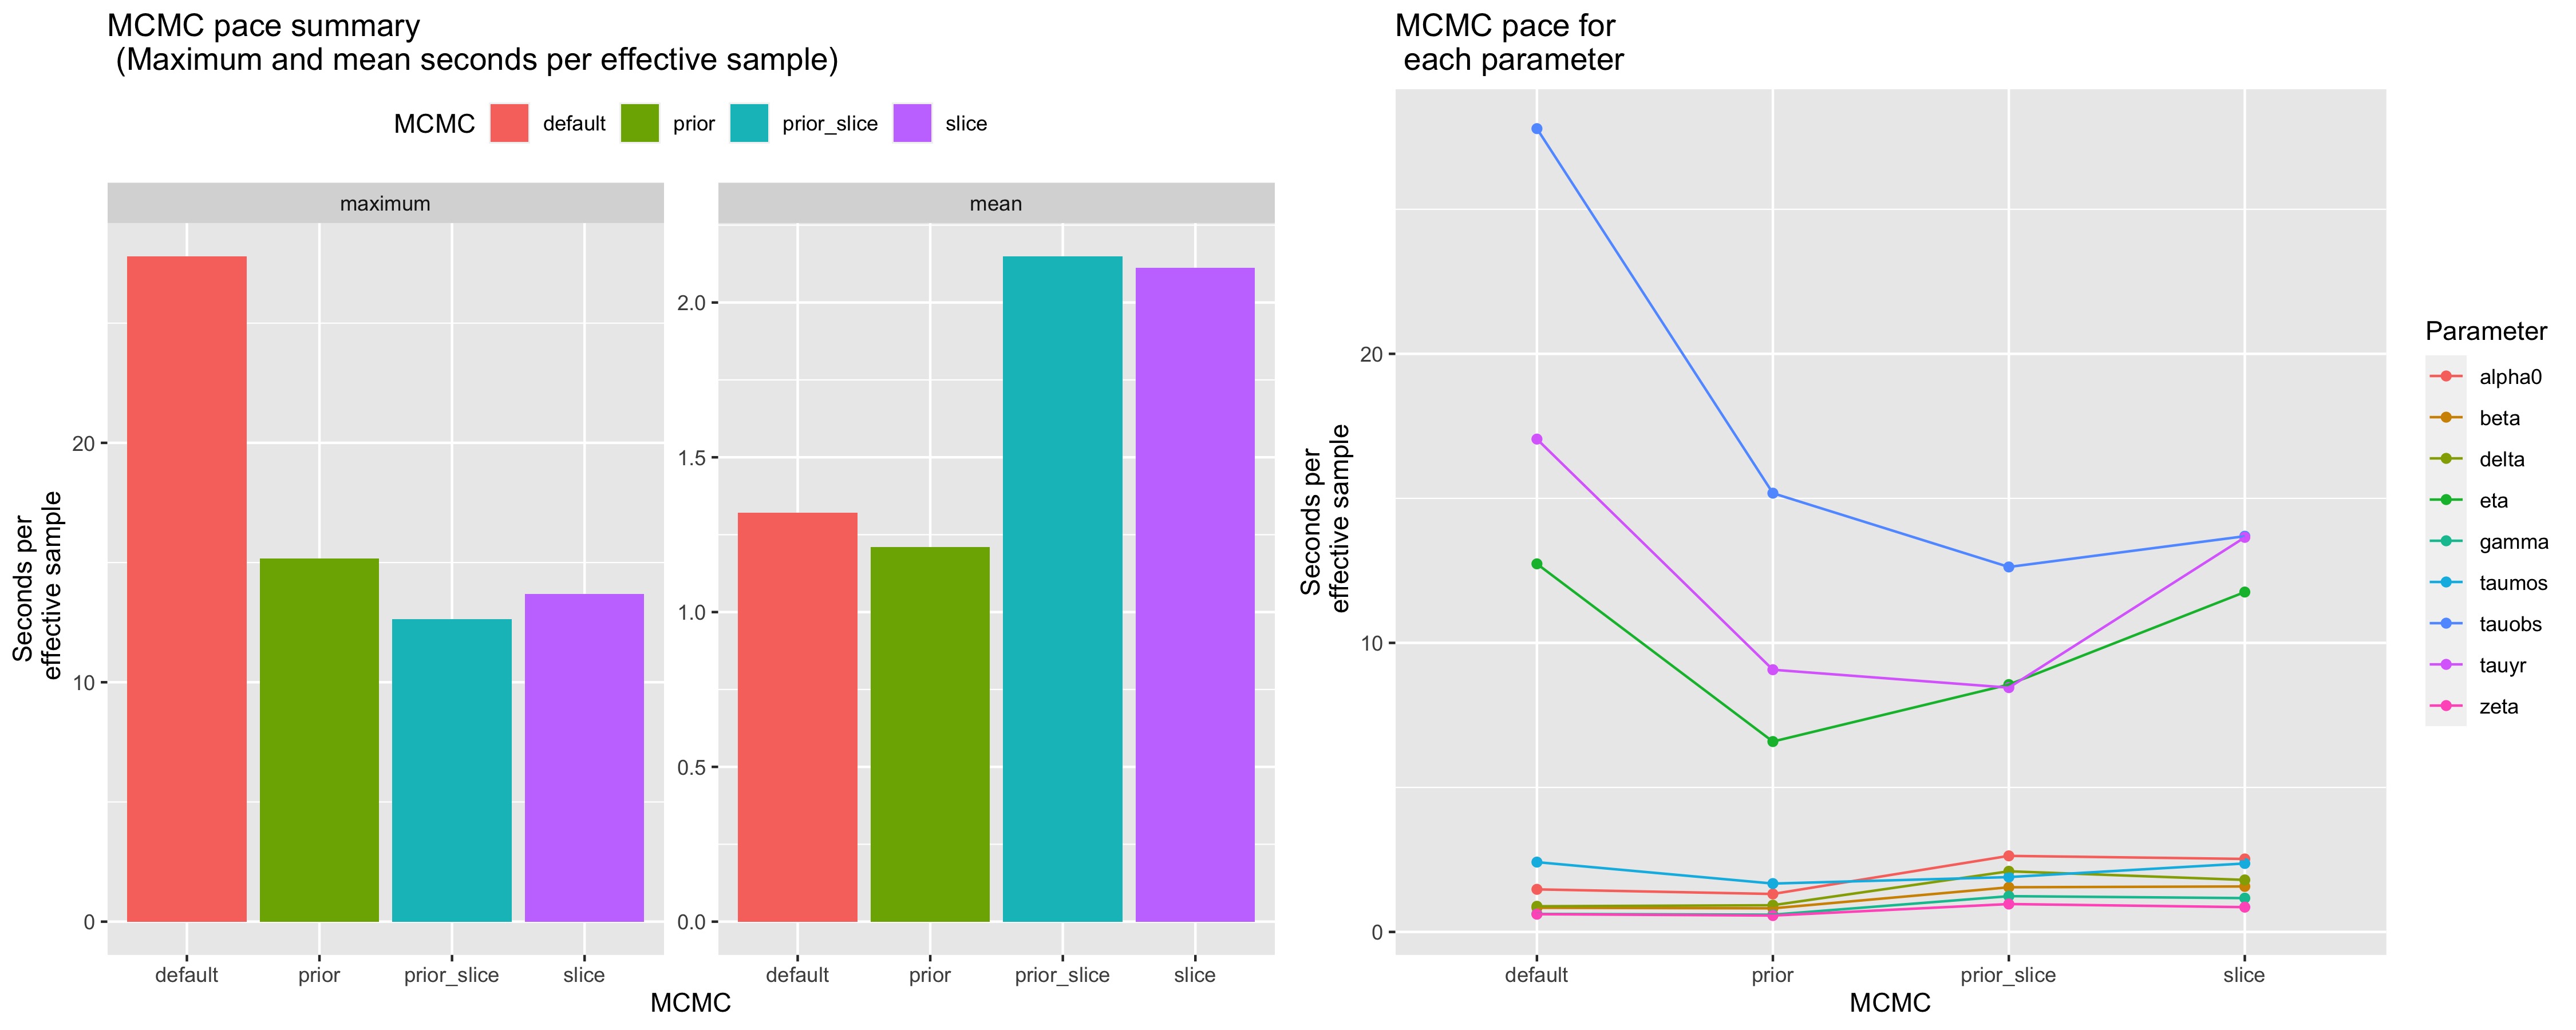 MCMC pace summary
(Maximum and mean seconds per effective sample)
MCMC default prior prior_slice slice
maximum
mean
Seconds per
effective sample
20
10
0
2.0
1.5
1.0
0.5
0.0
default prior prior_slice slice
default prior prior_slice slice
MCMC
MCMC pace for
each parameter
Seconds per
effective sample
20
10
0
default prior prior_slice slice
MCMC
Parameter
alpha0
beta
delta
eta
gamma
taumos
tauobs
tauyr
zeta